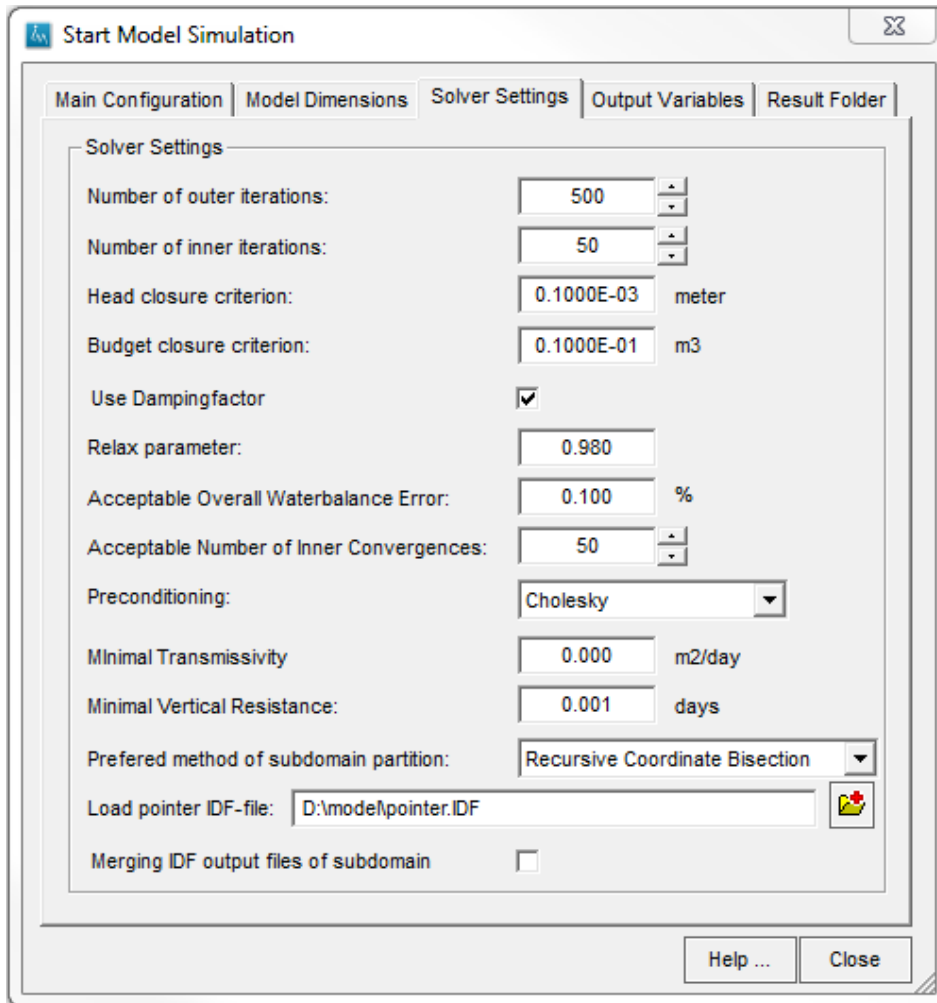 Start Model Simulation
Main Configuration Model Dimensions Solver Settings Output Variables Result Folder
Solver Settings
Number of outer iterations: 500
Number of inner iterations: 50
Head closure criterion: 0.1000E-03 meter
Budget closure criterion: 0.1000E-01 m3
Use Dampingfactor
Relax parameter: 0.980
Acceptable Overall Waterbalance Error: 0.100 %
Acceptable Number of Inner Convergences: 50
Preconditioning: Cholesky
MInimal Transmissivity 0.000 m2/day
Minimal Vertical Resistance: 0.001 days
Prefered method of subdomain partition: Recursive Coordinate Bisection
Load pointer IDF-file: D:\model\pointer.IDF
Merging IDF output files of subdomain
Help ... Close